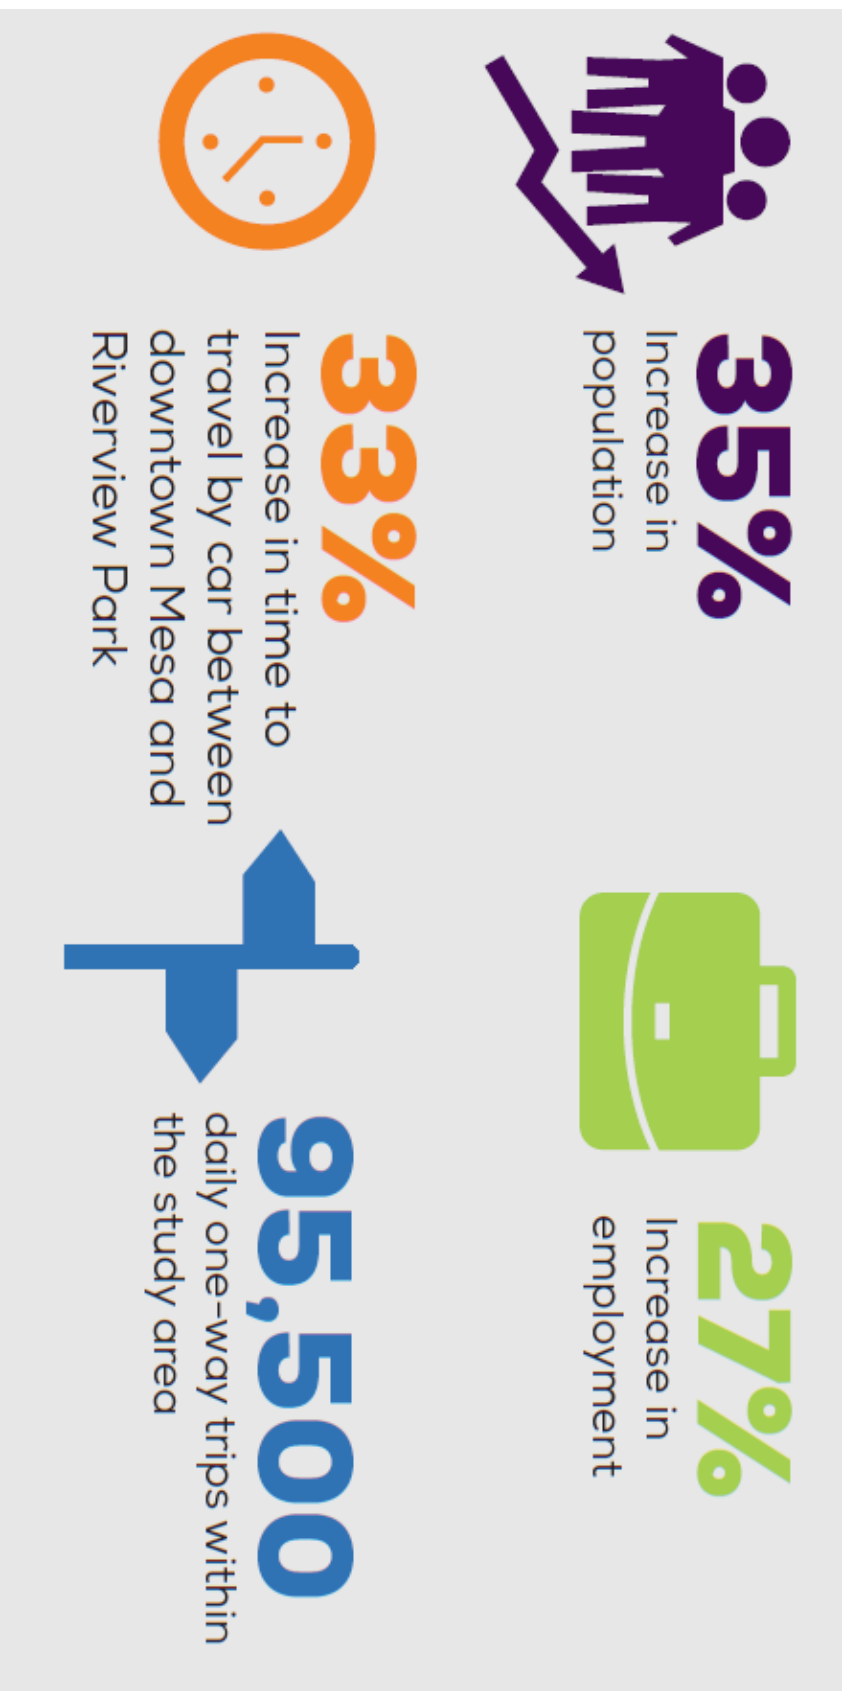 35%
Increase in
population
27%
Increase in
employment
33%
Increase in time to
travel by car between
downtown Mesa and
Riverview Park
95,500
daily one-way trips within
the study area